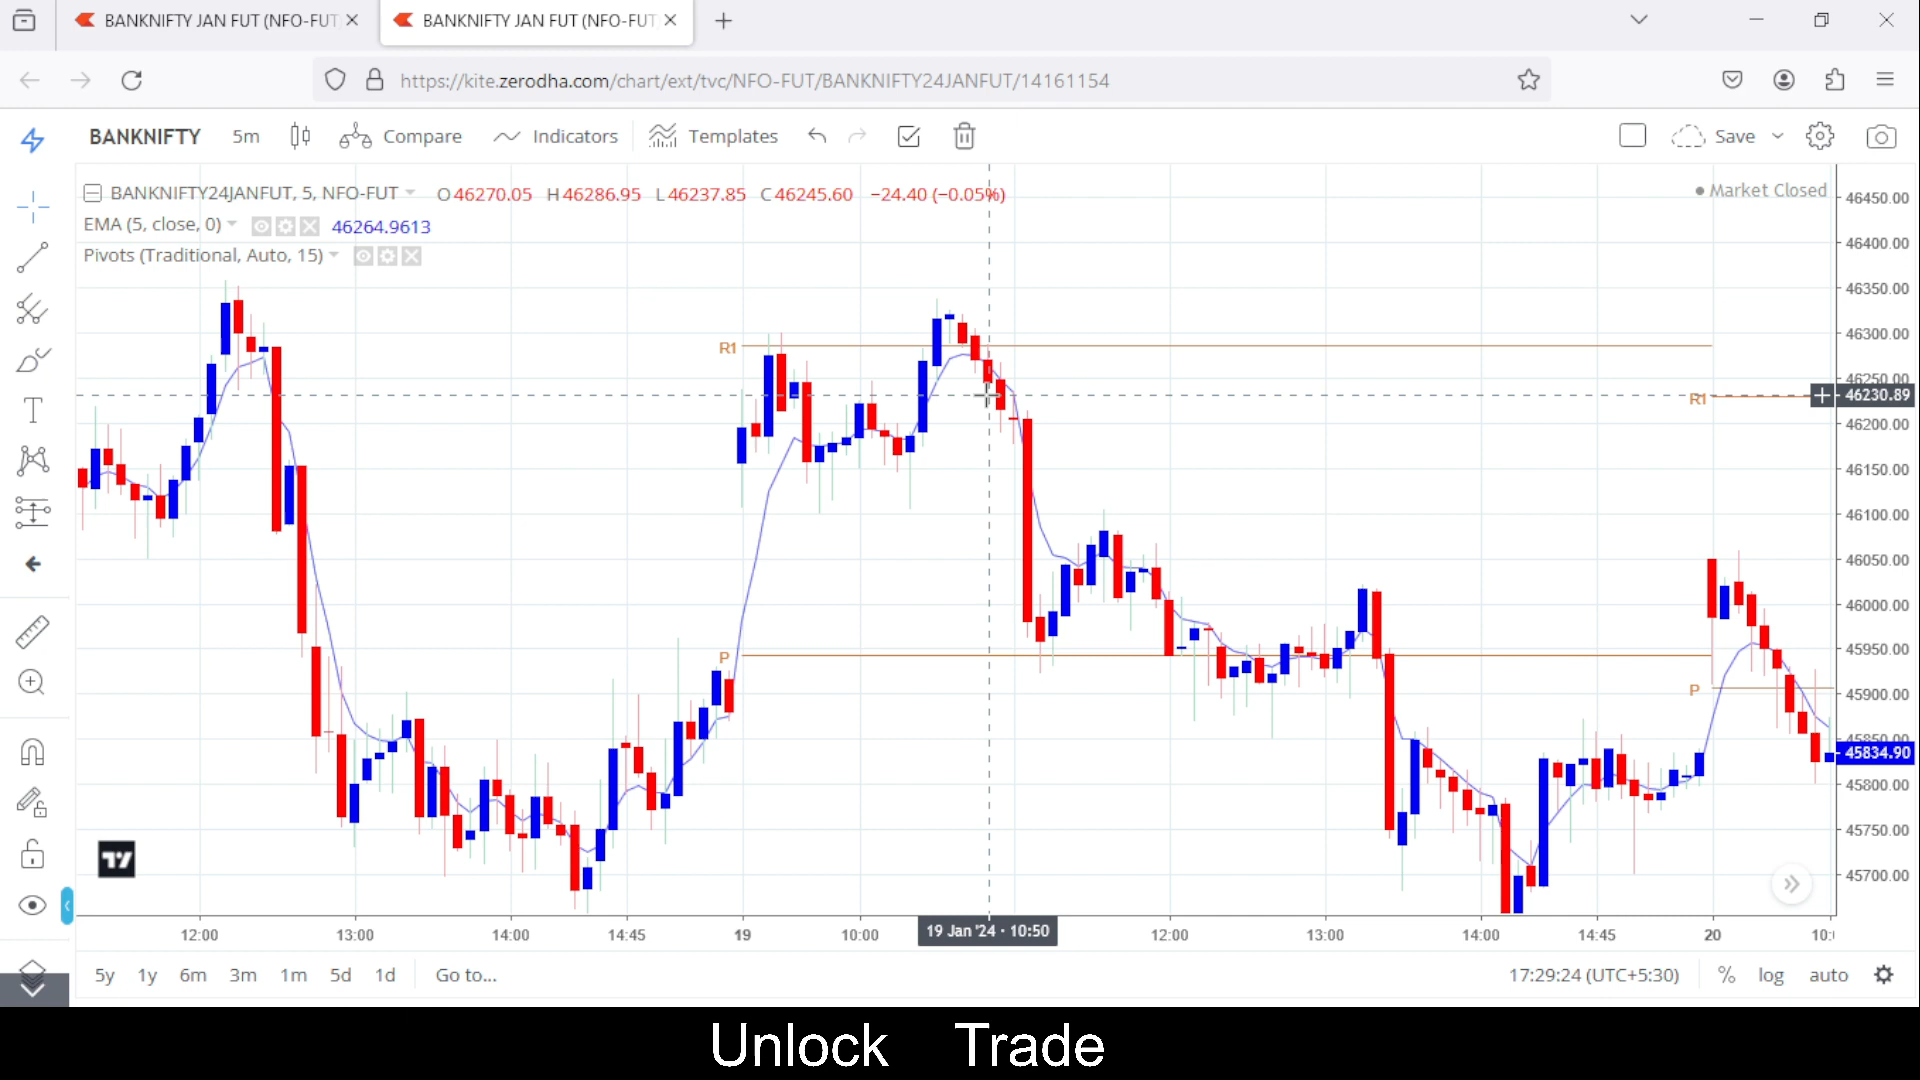 BANKNIFTY JAN FUT (NFO-FUT
BANKNIFTY JAN FUT (NFO-FUT
https://kite.zerodha.com/chart/ext/tvc/NFO-FUT/BANKNIFTY24JANFUT/14161154
BANKNIFTY 5m Compare Indicators Templates Save
BANKNIFTY24JANFUT, 5, NFO-FUT O46270.05 H46286.95 L46237.85 C46245.60 −24.40 (−0.05%)
Market Closed
EMA (5, close, 0) 46264.9613
Pivots (Traditional, Auto, 15)
46450.00
46400.00
46350.00
46300.00
46250.00
46230.89
46200.00
46150.00
46100.00
46050.00
46000.00
45950.00
45900.00
45850.00
45834.90
45800.00
45750.00
45700.00
R1
R1
P
P
12:00 13:00 14:00 14:45 19 10:00 19 Jan '24 · 10:50 12:00 13:00 14:00 14:45 20 10:
5y 1y 6m 3m 1m 5d 1d Go to... 17:29:24 (UTC+5:30) % log auto
Unlock Trade